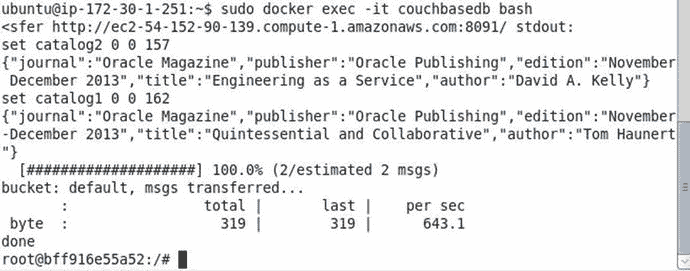 ubuntu@ip-172-30-1-251:~$ sudo docker exec -it couchbasedb bash
<sfer http://ec2-54-152-90-139.compute-1.amazonaws.com:8091/ stdout:
set catalog2 0 0 157
{"journal":"Oracle Magazine","publisher":"Oracle Publishing","edition":"November
 December 2013","title":"Engineering as a Service","author":"David A. Kelly"}
set catalog1 0 0 162
{"journal":"Oracle Magazine","publisher":"Oracle Publishing","edition":"November
-December 2013","title":"Quintessential and Collaborative","author":"Tom Haunert
"}
  [####################] 100.0% (2/estimated 2 msgs)
bucket: default, msgs transferred...
       :                total |       last |    per sec
 byte  :                  319 |        319 |      643.1
done
root@bff916e55a52:/#